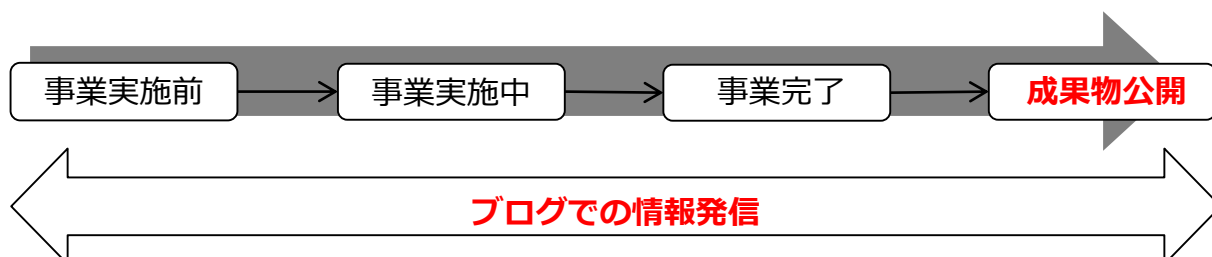 事業実施前
事業実施中
事業完了
成果物公開
ブログでの情報発信